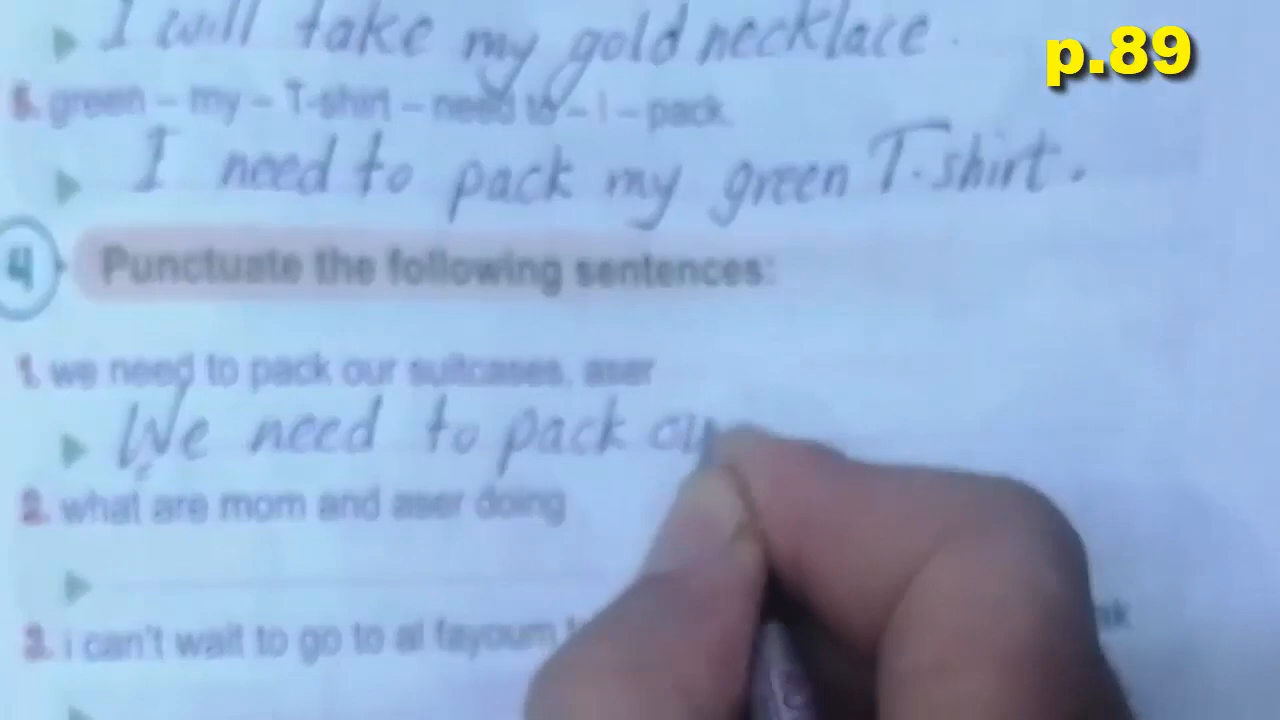 I will take my gold necklace.
p.89
5. green – my – T-shirt – need to – I – pack.
I need to pack my green T.shirt.
4 Punctuate the following sentences:
1. we need to pack our suitcases, aser
We need to pack ou
2. what are mom and aser doing
3. i can't wait to go to al fayoum